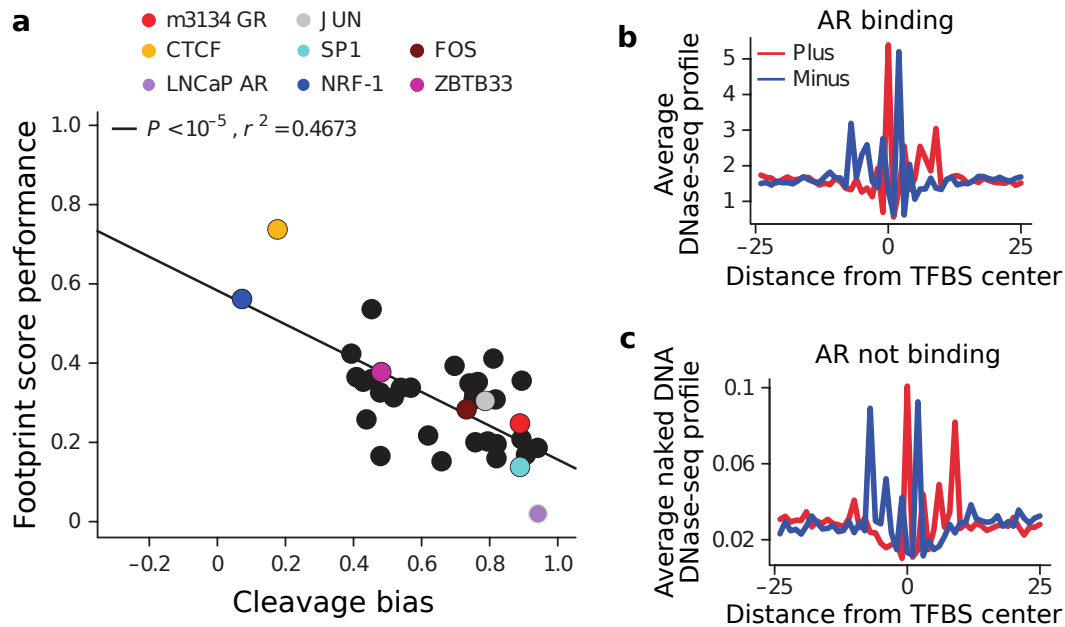 a
m3134 GR
JUN
CTCF
SP1
FOS
LNCaP AR
NRF-1
ZBTB33
P < 10⁻⁵, r² = 0.4673
Footprint score performance
1.0
0.8
0.6
0.4
0.2
0
−0.2
0
0.2
0.4
0.6
0.8
1.0
Cleavage bias
b
AR binding
Plus
Minus
Average
DNase-seq profile
5
4
3
2
1
−25
0
25
Distance from TFBS center
c
AR not binding
Average naked DNA
DNase-seq profile
0.1
0.06
0.02
−25
0
25
Distance from TFBS center